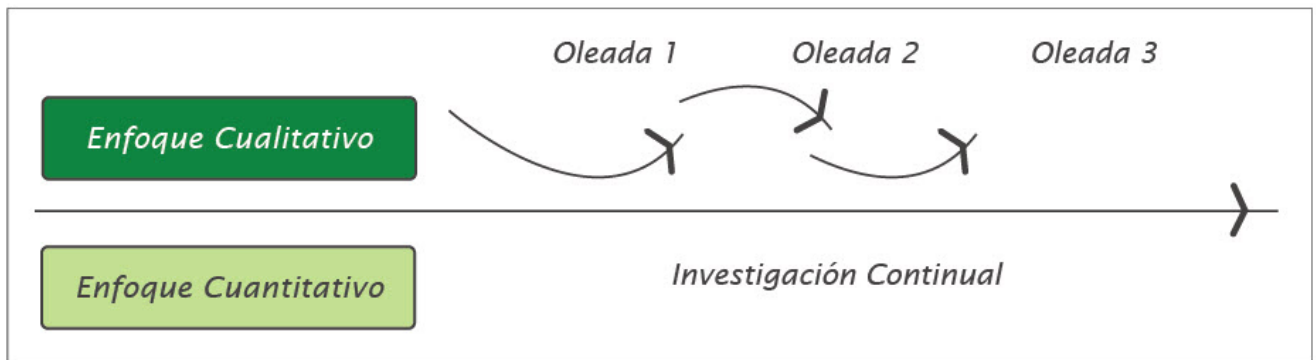 Oleada 1 Oleada 2 Oleada 3
Enfoque Cualitativo
Enfoque Cuantitativo
Investigación Continual